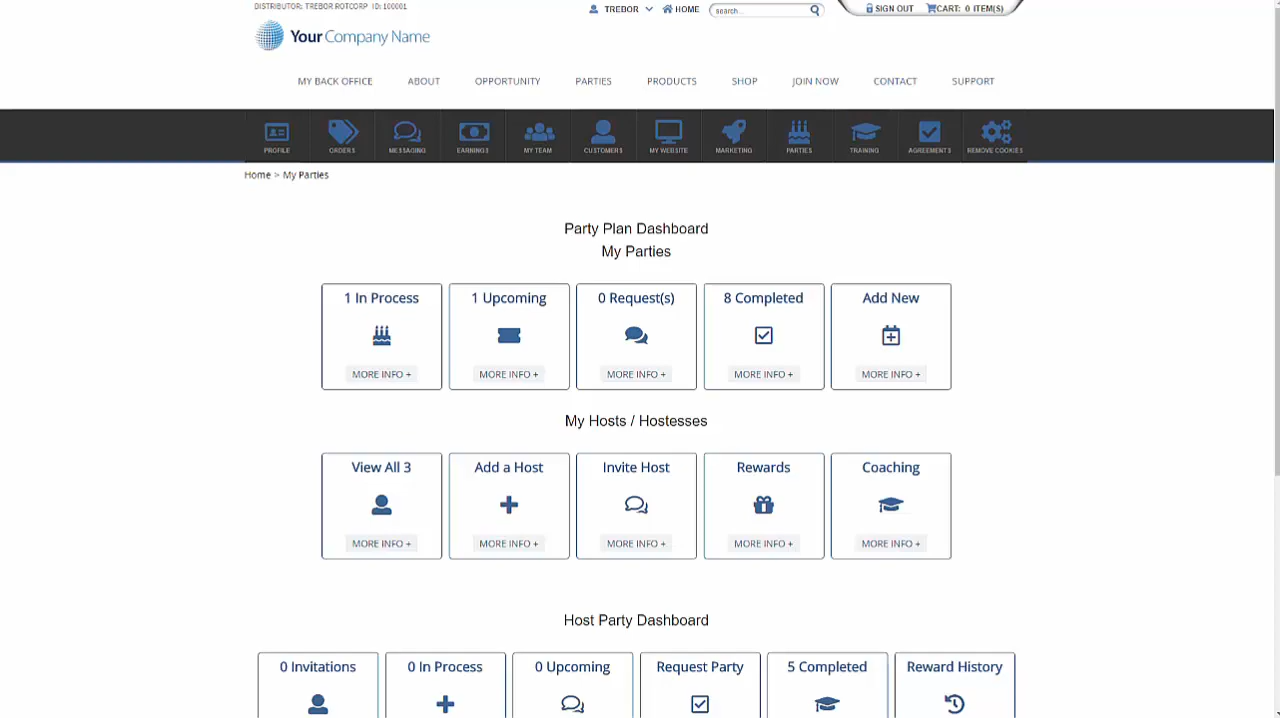 DISTRIBUTOR: TREBOR ROTCORP ID: 100001
TREBOR HOME search... SIGN OUT CART: 0 ITEM(S)
Your Company Name
MY BACK OFFICE ABOUT OPPORTUNITY PARTIES PRODUCTS SHOP JOIN NOW CONTACT SUPPORT
PROFILE ORDERS MESSAGING EARNINGS MY TEAM CUSTOMERS MY WEBSITE MARKETING PARTIES TRAINING AGREEMENTS REMOVE COOKIES
Home > My Parties
Party Plan Dashboard
My Parties
1 In Process 1 Upcoming 0 Request(s) 8 Completed Add New
MORE INFO + MORE INFO + MORE INFO + MORE INFO + MORE INFO +
My Hosts / Hostesses
View All 3 Add a Host Invite Host Rewards Coaching
MORE INFO + MORE INFO + MORE INFO + MORE INFO + MORE INFO +
Host Party Dashboard
0 Invitations 0 In Process 0 Upcoming Request Party 5 Completed Reward History